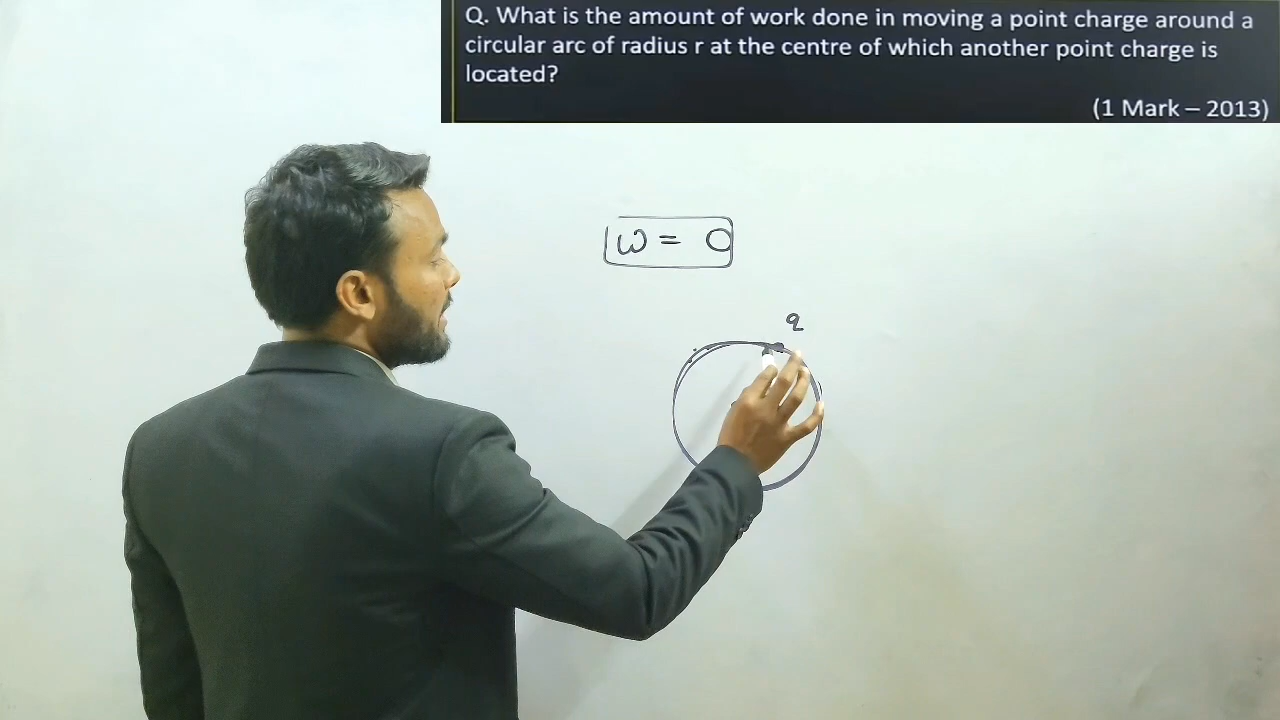 Q. What is the amount of work done in moving a point charge around a
circular arc of radius r at the centre of which another point charge is
located?
(1 Mark – 2013)
W = 0
q